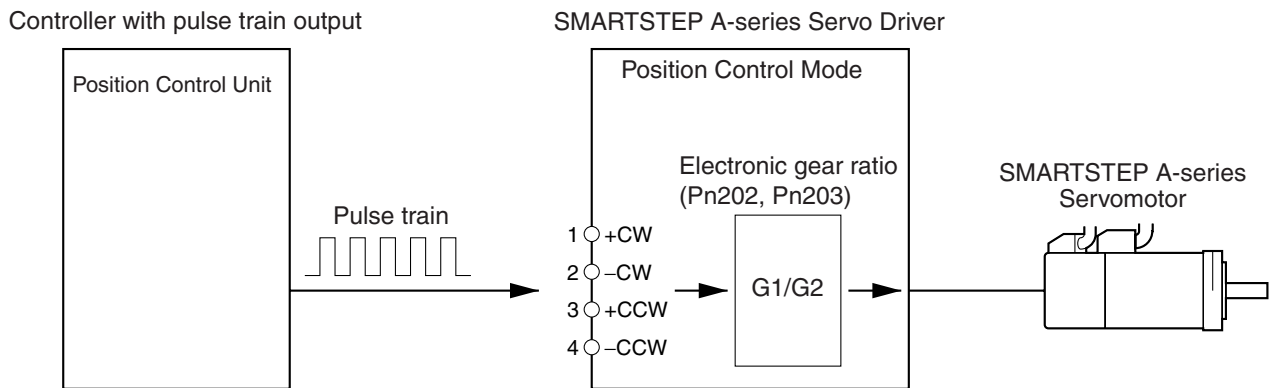 Controller with pulse train output
SMARTSTEP A-series Servo Driver
Position Control Unit
Position Control Mode
Electronic gear ratio
(Pn202, Pn203)
SMARTSTEP A-series
Servomotor
Pulse train
1 +CW
2 –CW
3 +CCW
4 –CCW
G1/G2